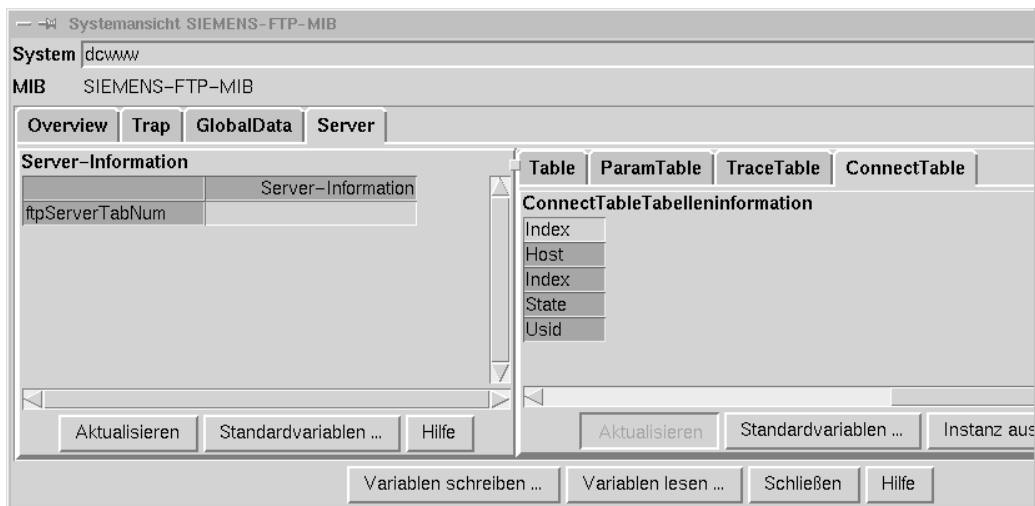 Systemansicht SIEMENS-FTP-MIB
System dcwww
MIB SIEMENS-FTP-MIB
Overview Trap GlobalData Server
Server-Information
Server-Information
ftpServerTabNum
Table ParamTable TraceTable ConnectTable
ConnectTableTabelleninformation
Index
Host
Index
State
Usid
Aktualisieren Standardvariablen ... Hilfe
Aktualisieren Standardvariablen ... Instanz aus
Variablen schreiben ... Variablen lesen ... Schließen Hilfe